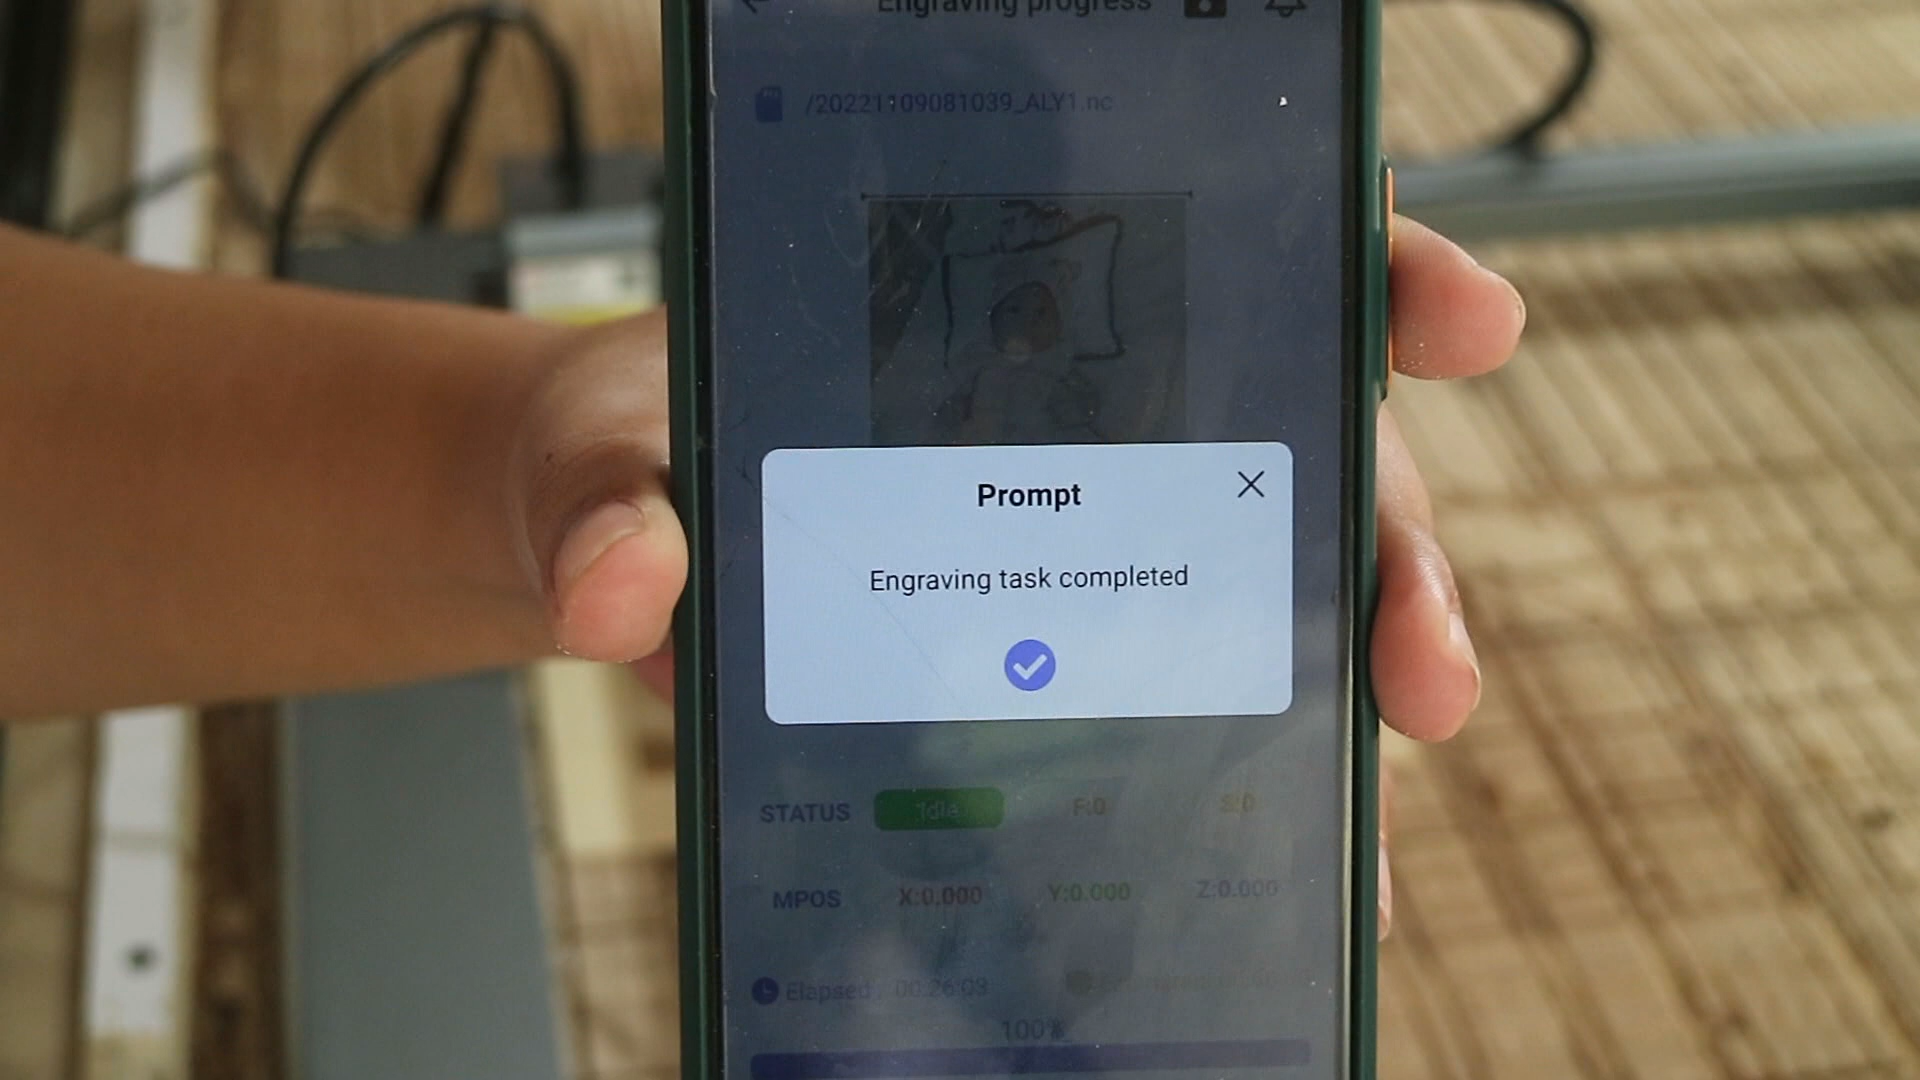 Engraving progress
/20221109081039_ALY1.nc
Prompt
Engraving task completed
STATUS Idle F:0 S:0
MPOS X:0.000 Y:0.000 Z:0.000
Elapsed : 00:26:03
100%